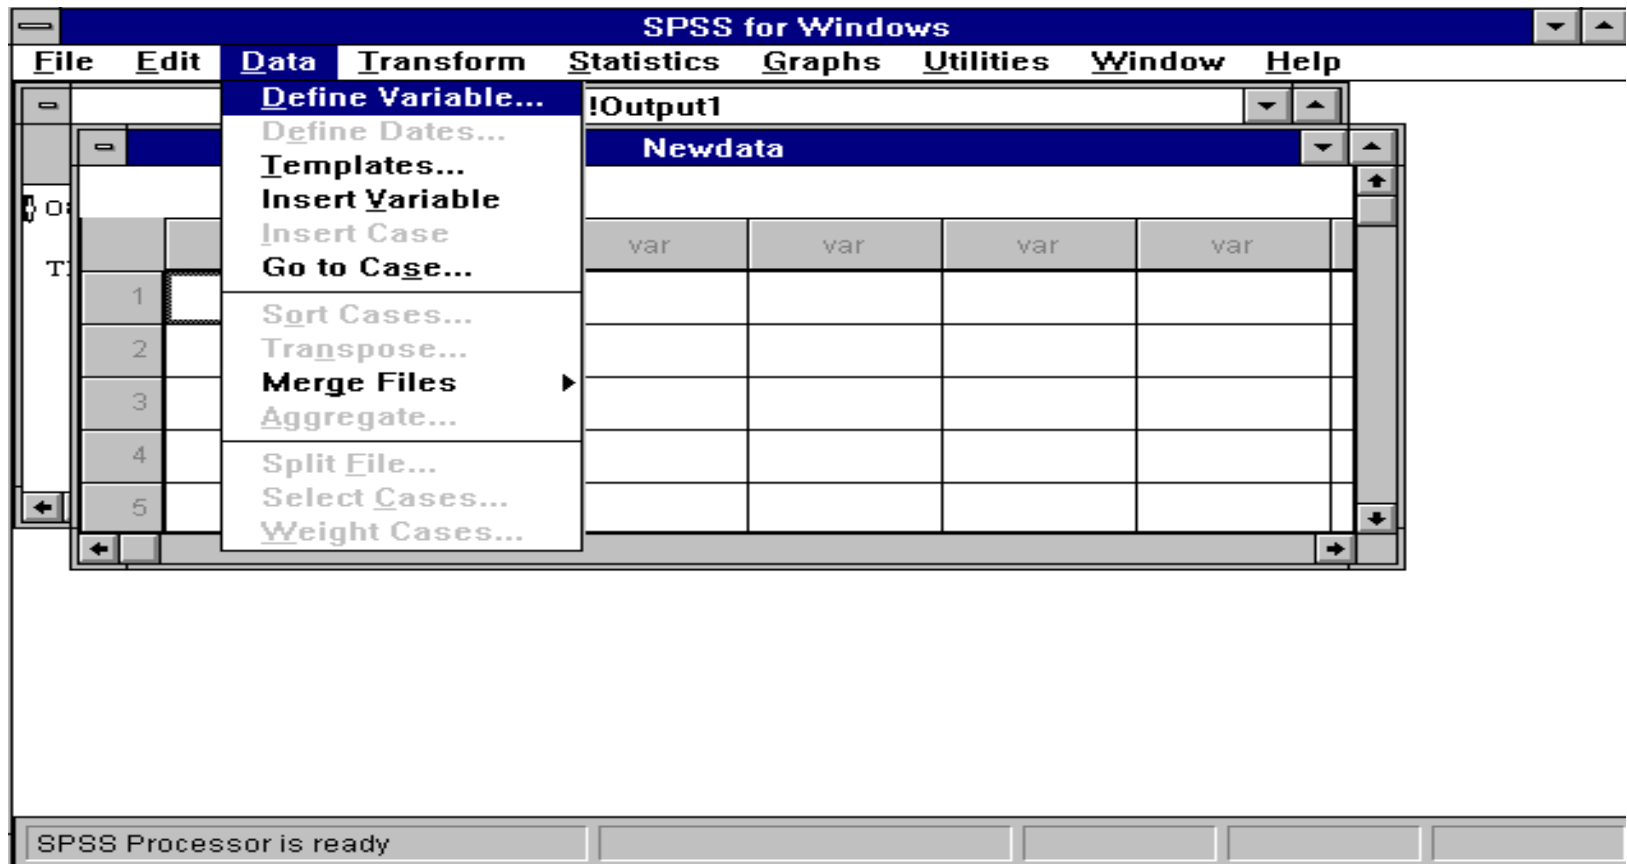 SPSS for Windows
File Edit Data Transform Statistics Graphs Utilities Window Help
Define Variable...
!Output1
Define Dates...
Newdata
Templates...
Insert Variable
Insert Case
var var var var
Go to Case...
1
Sort Cases...
2
Transpose...
Merge Files
3
Aggregate...
4
Split File...
Select Cases...
5
Weight Cases...
SPSS Processor is ready